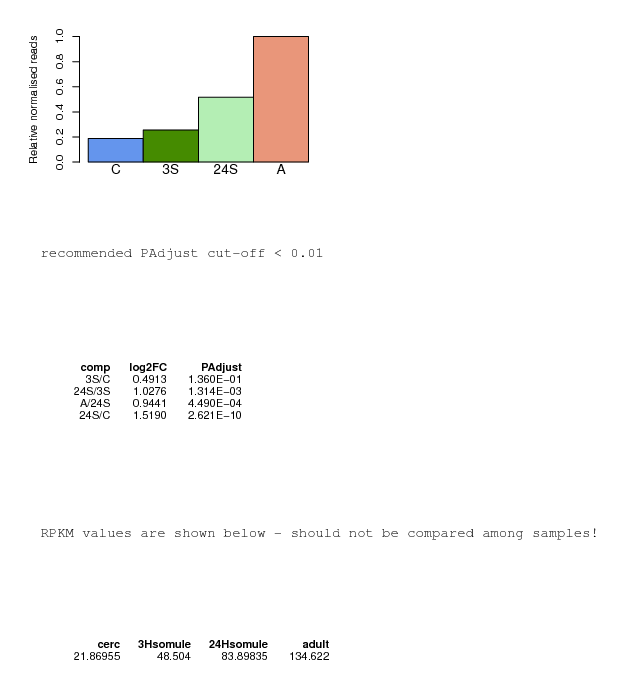 Relative normalised reads
1.0
0.8
0.6
0.4
0.2
0.0
C 3S 24S A
recommended PAdjust cut-off < 0.01
comp log2FC PAdjust
3S/C 0.4913 1.360E-01
24S/3S 1.0276 1.314E-03
A/24S 0.9441 4.490E-04
24S/C 1.5190 2.621E-10
RPKM values are shown below - should not be compared among samples!
cerc 3Hsomule 24Hsomule adult
21.86955 48.504 83.89835 134.622